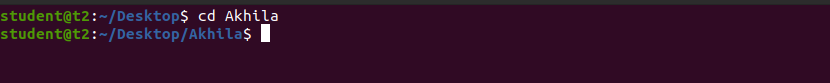 student@t2:~/Desktop$ cd Akhila
student@t2:~/Desktop/Akhila$